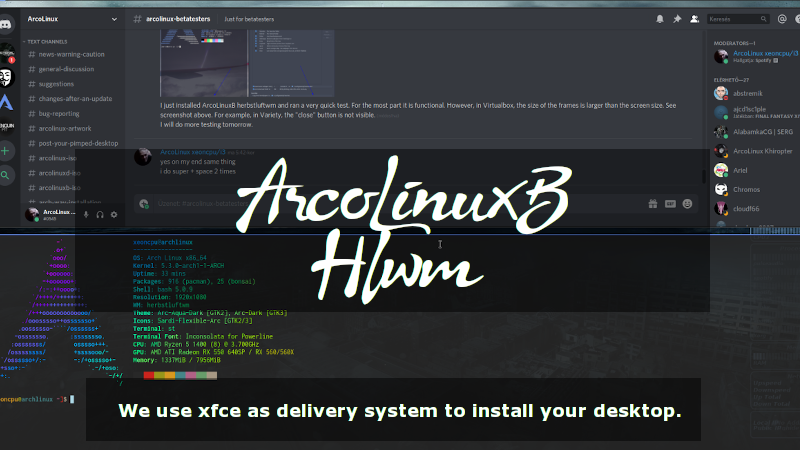 ArcoLinux
# arcolinux-betatesters
Just for betatesters
Keresés
TEXT CHANNELS
# news-warning-caution
# general-discussion
# suggestions
# changes-after-an-update
# bug-reporting
# arcolinux-artwork
# post-your-pimped-desktop
# arcolinux-iso
# arcolinuxd-iso
# arcolinuxb-iso
ArcoLinux ...
I just installed ArcoLinuxB herbstluftwm and ran a very quick test. For the most part it is functional. However, in Virtualbox, the size of the frames is larger than the screen size. See
screenshot above. For example, in Variety, the "close" button is not visible.
I will do more testing tomorrow.
ArcoLinux xeoncpu/i3
yes on my end same thing
i do super + space 2 times
MODERATORS—1
ArcoLinux xeoncpu/i3
Hallgatja: Spotify
ELÉRHETŐ—27
abstremik
ajcd1sc1ple
AlabamkaCG | SERG
ArcoLinux Khiropter
Ariel
Chromos
cloudf66
ArcoLinuxB
Hlwm
xeoncpu@archlinux
OS: Arch Linux x86_64
Kernel: 5.3.0-arch1-1-ARCH
Uptime: 33 mins
Packages: 916 (pacman), 25 (bonsai)
Shell: bash 5.0.9
Resolution: 1920x1080
WM: herbstluftwm
Theme: Arc-Aqua-Dark [GTK2], Arc-Dark [GTK3]
Icons: Sardi-Flexible-Arc [GTK2/3]
Terminal: st
Terminal Font: Inconsolata for Powerline
CPU: AMD Ryzen 5 1400 (8) @ 3.700GHz
GPU: AMD ATI Radeon RX 550 640SP / RX 560/560X
Memory: 1337MiB / 7956MiB
oncpu@archlinux ~]$
We use xfce as delivery system to install your desktop.